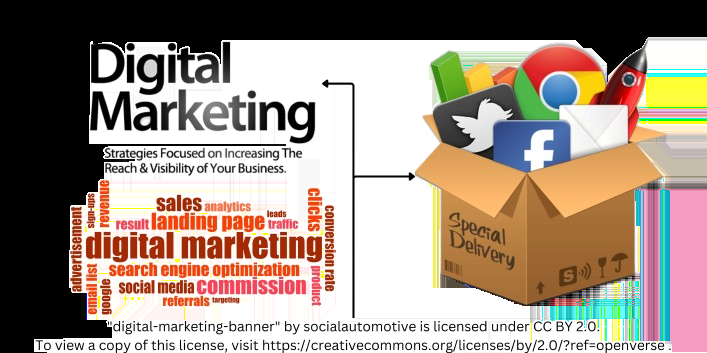 Digital
Marketing
Strategies Focused on Increasing The
Reach & Visibility of Your Business.
advertisement
sign-ups
revenue
sales
analytics
result
landing page
leads
traffic
clicks
conversion rate
digital marketing
email list
google
search engine optimization
social media
commission
product
referrals
targeting
f
Special
Delivery
S
"digital-marketing-banner" by socialautomotive is licensed under CC BY 2.0.
To view a copy of this license, visit https://creativecommons.org/licenses/by/2.0/?ref=openverse .